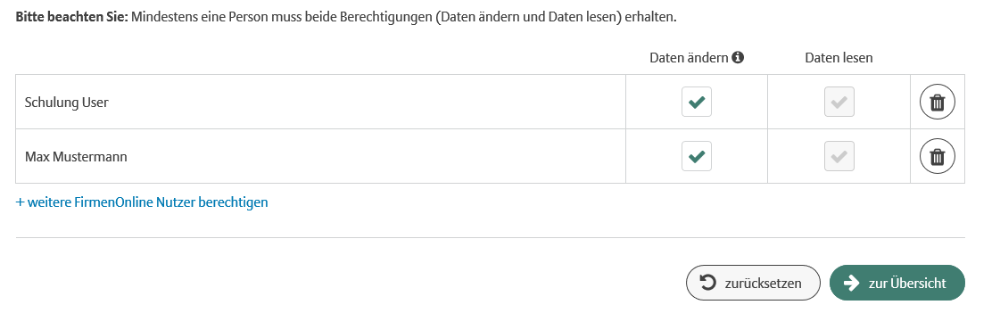 Bitte beachten Sie: Mindestens eine Person muss beide Berechtigungen (Daten ändern und Daten lesen) erhalten.
Daten ändern Daten lesen
Schulung User
Max Mustermann
+ weitere FirmenOnline Nutzer berechtigen
zurücksetzen zur Übersicht